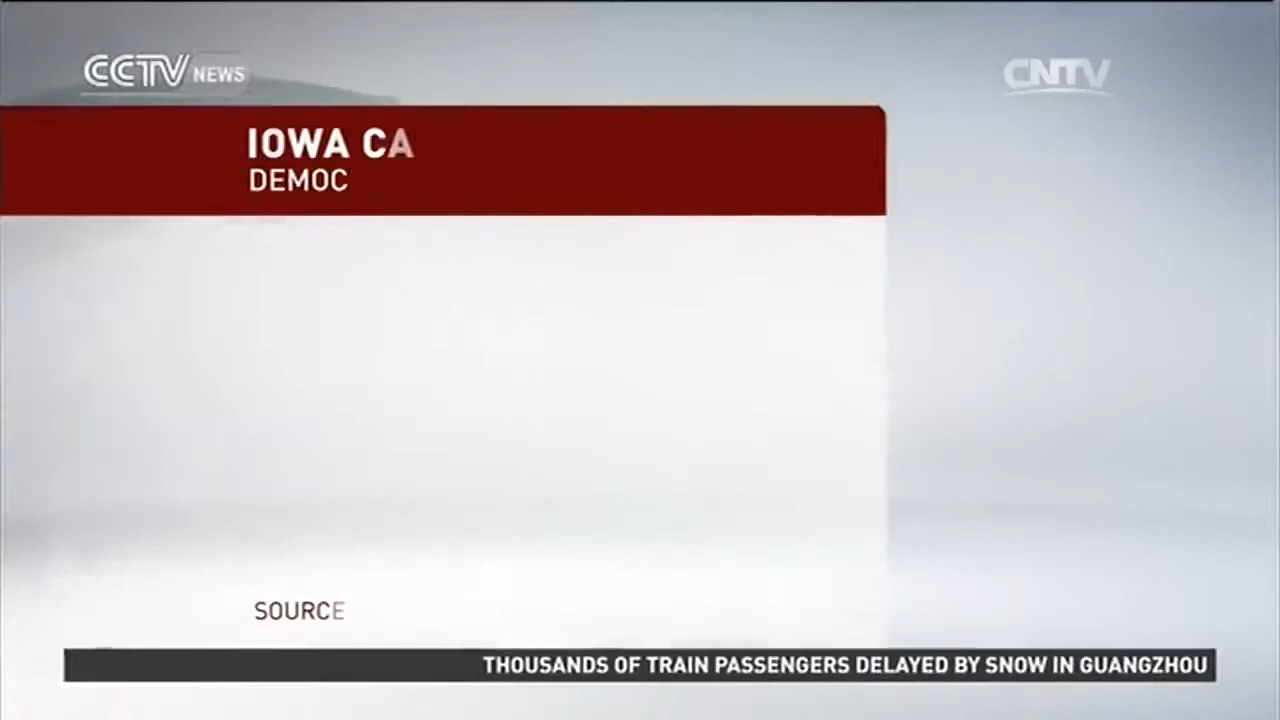 CCTV NEWS
CNTV
IOWA CA
DEMOC
SOURCE
THOUSANDS OF TRAIN PASSENGERS DELAYED BY SNOW IN GUANGZHOU